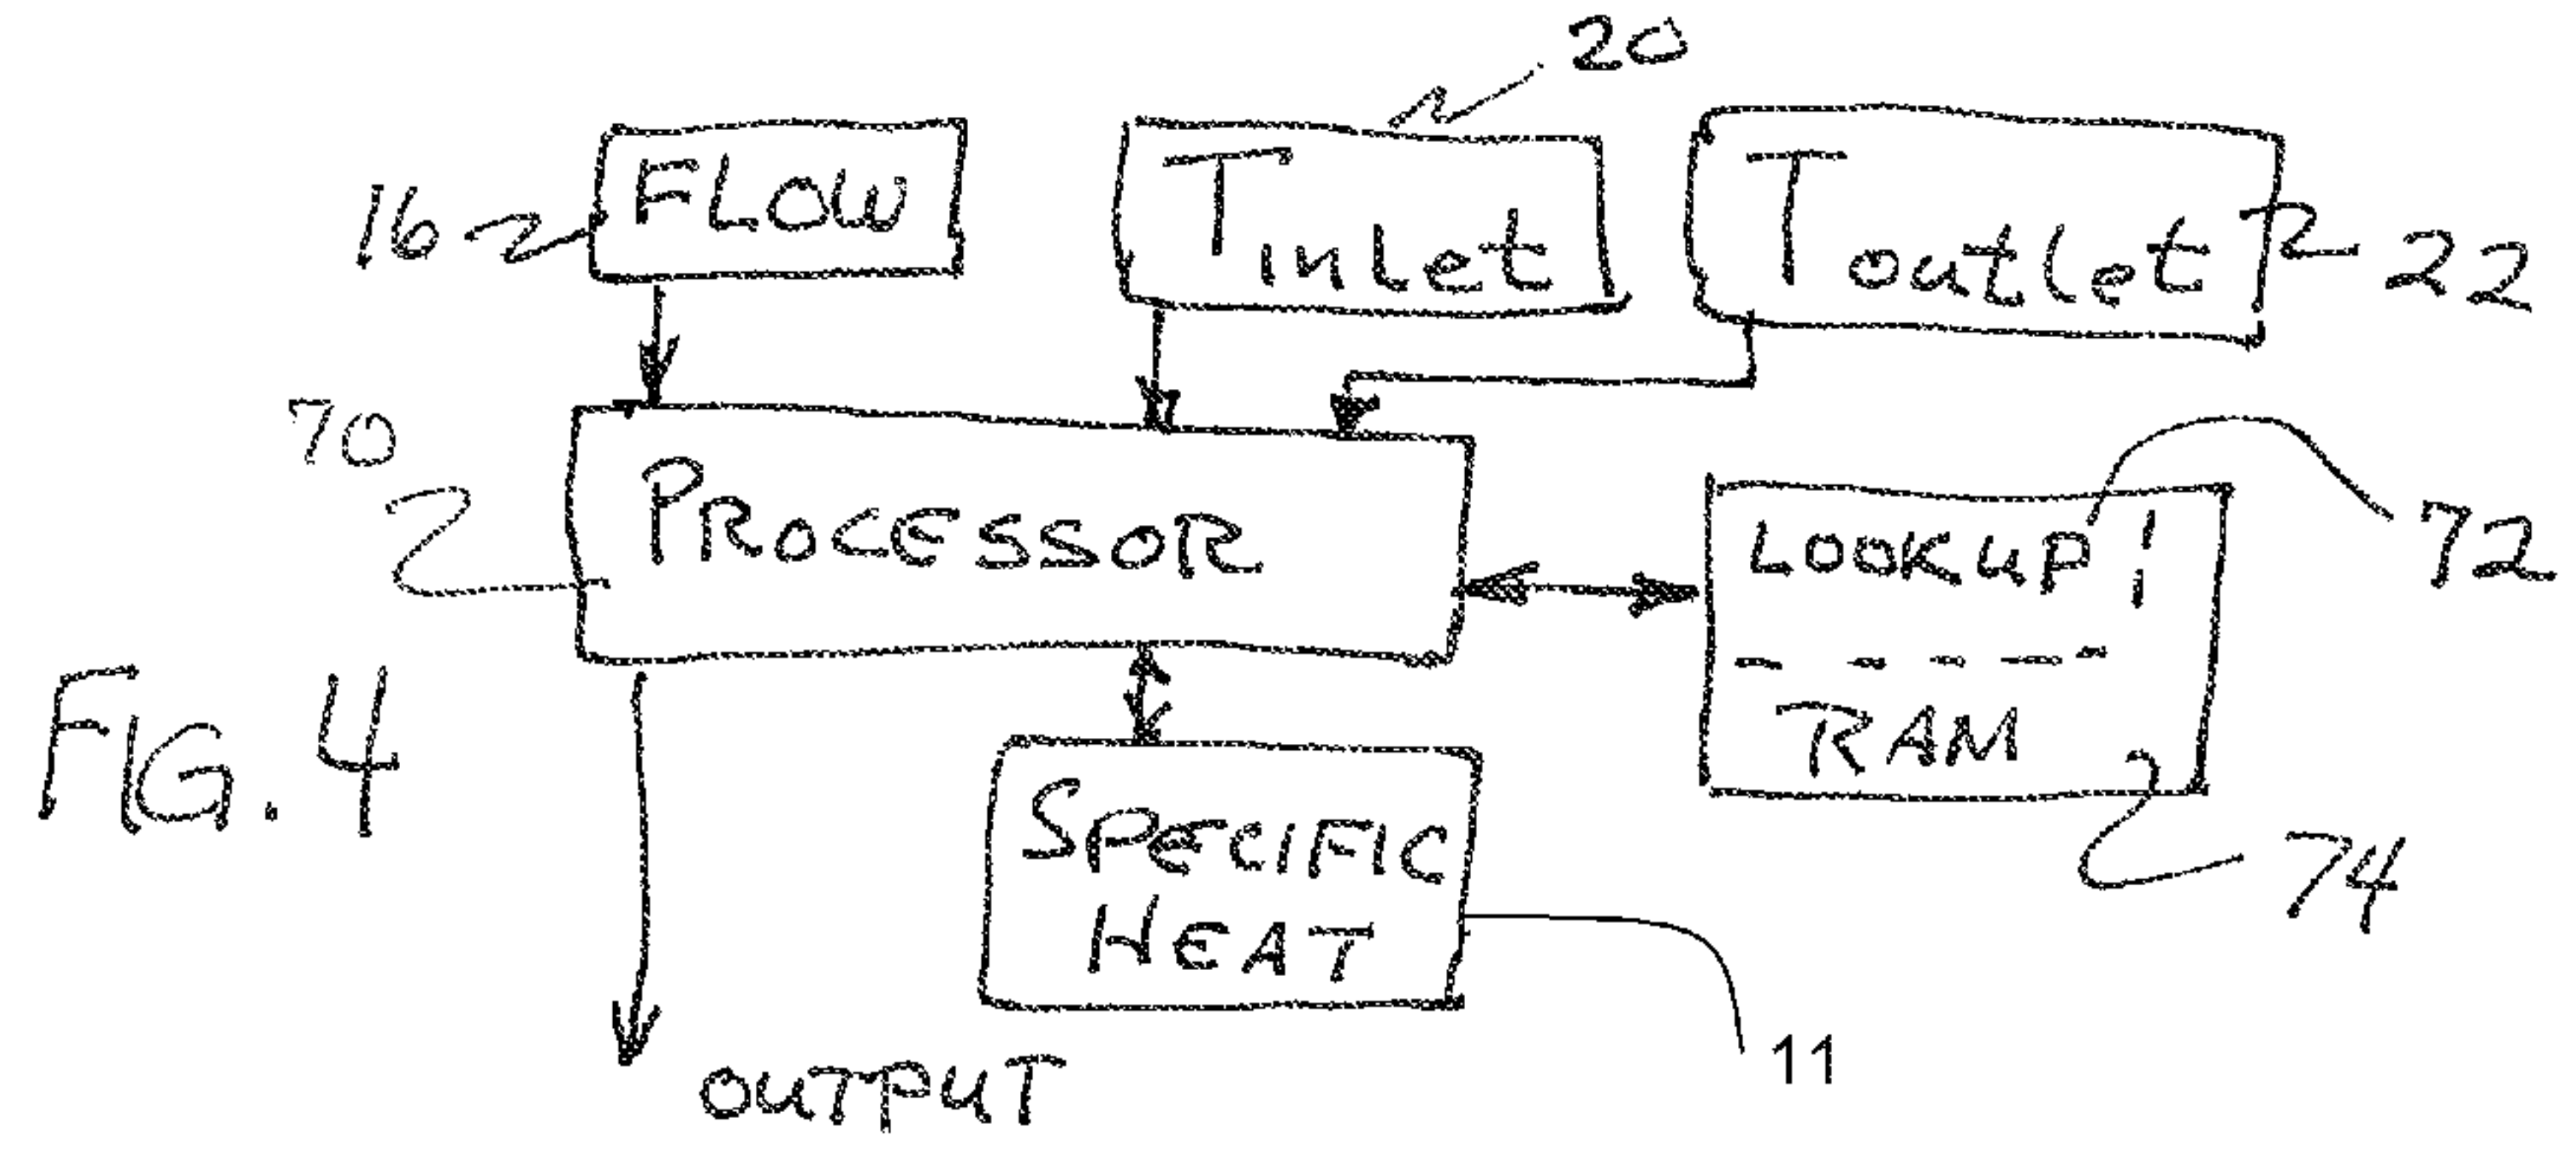 20
16 FLOW Tinlet Toutlet 22
70
PROCESSOR
LOOKUP 72
RAM
74
FIG. 4
SPECIFIC
HEAT
11
OUTPUT